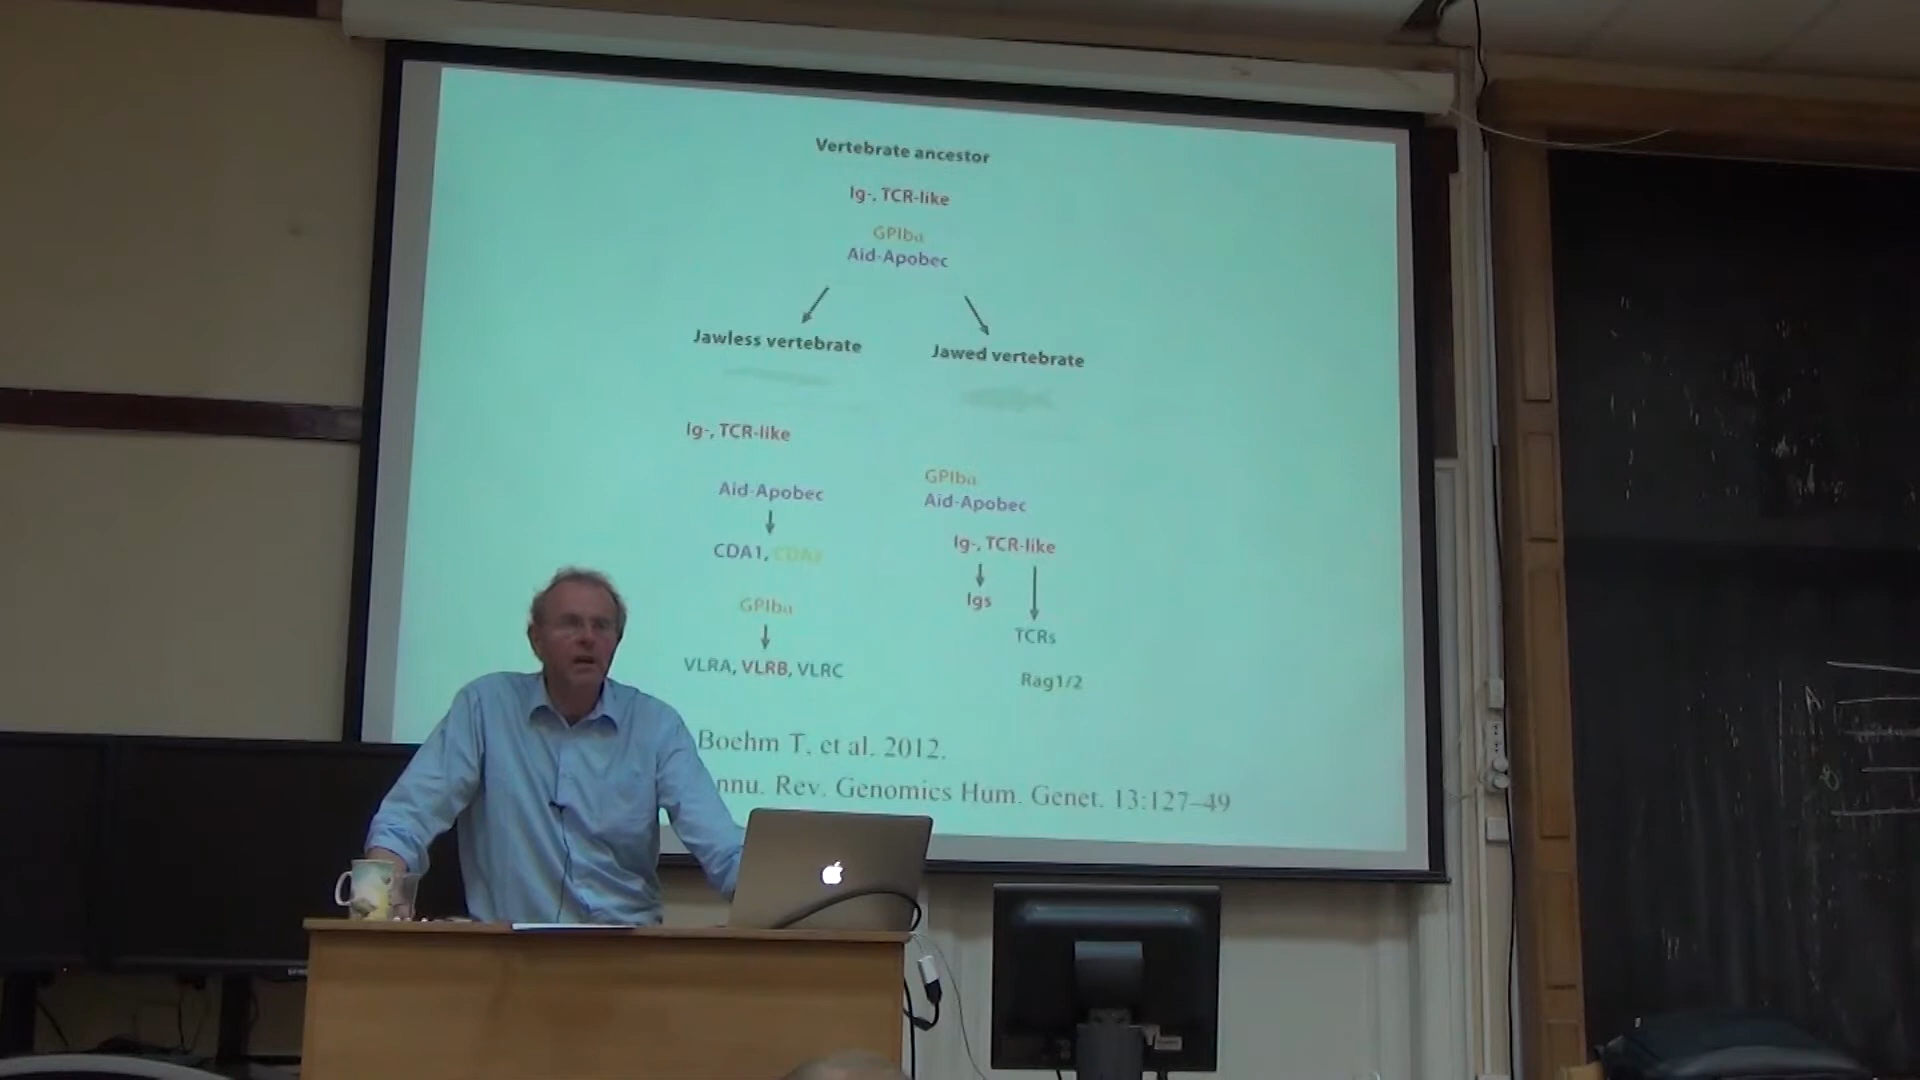 Vertebrate ancestor
Ig-, TCR-like
GPIbα
Aid-Apobec
Jawless vertebrate
Jawed vertebrate
Ig-, TCR-like
Aid-Apobec
CDA1, CDA2
GPIbα
VLRA, VLRB, VLRC
GPIbα
Aid-Apobec
Ig-, TCR-like
Igs
TCRs
Rag1/2
Boehm T. et al. 2012.
nnu. Rev. Genomics Hum. Genet. 13:127–49